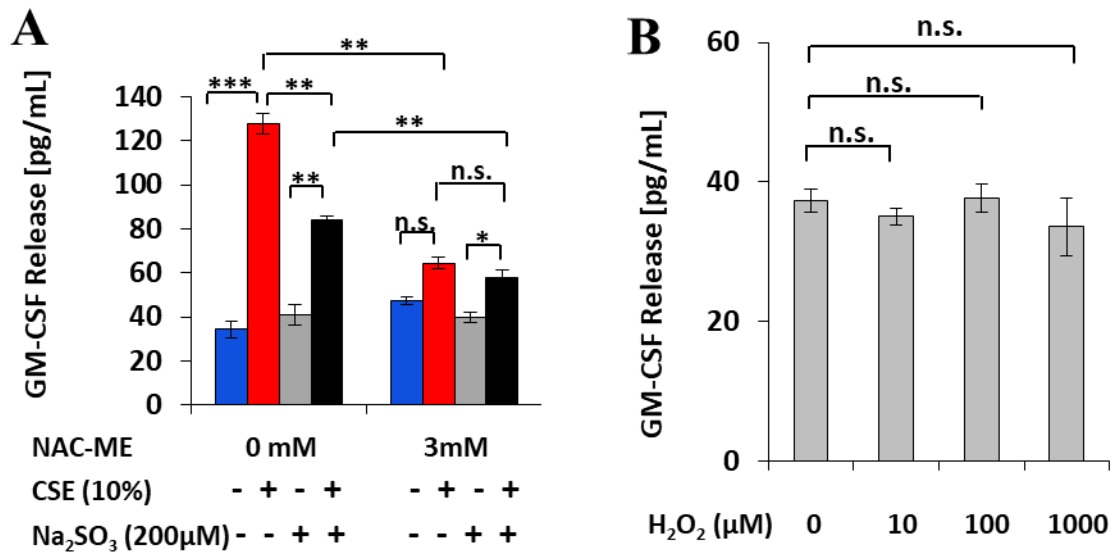 A
GM-CSF Release [pg/mL]
140
120
100
80
60
40
20
0
**
*** **
**
**
n.s.
n.s.
*
NAC-ME 0 mM 3mM
CSE (10%) - + - + - + - +
Na₂SO₃ (200µM) - - + + - - + +
B
GM-CSF Release [pg/mL]
60
40
20
0
n.s.
n.s.
n.s.
H₂O₂ (µM) 0 10 100 1000